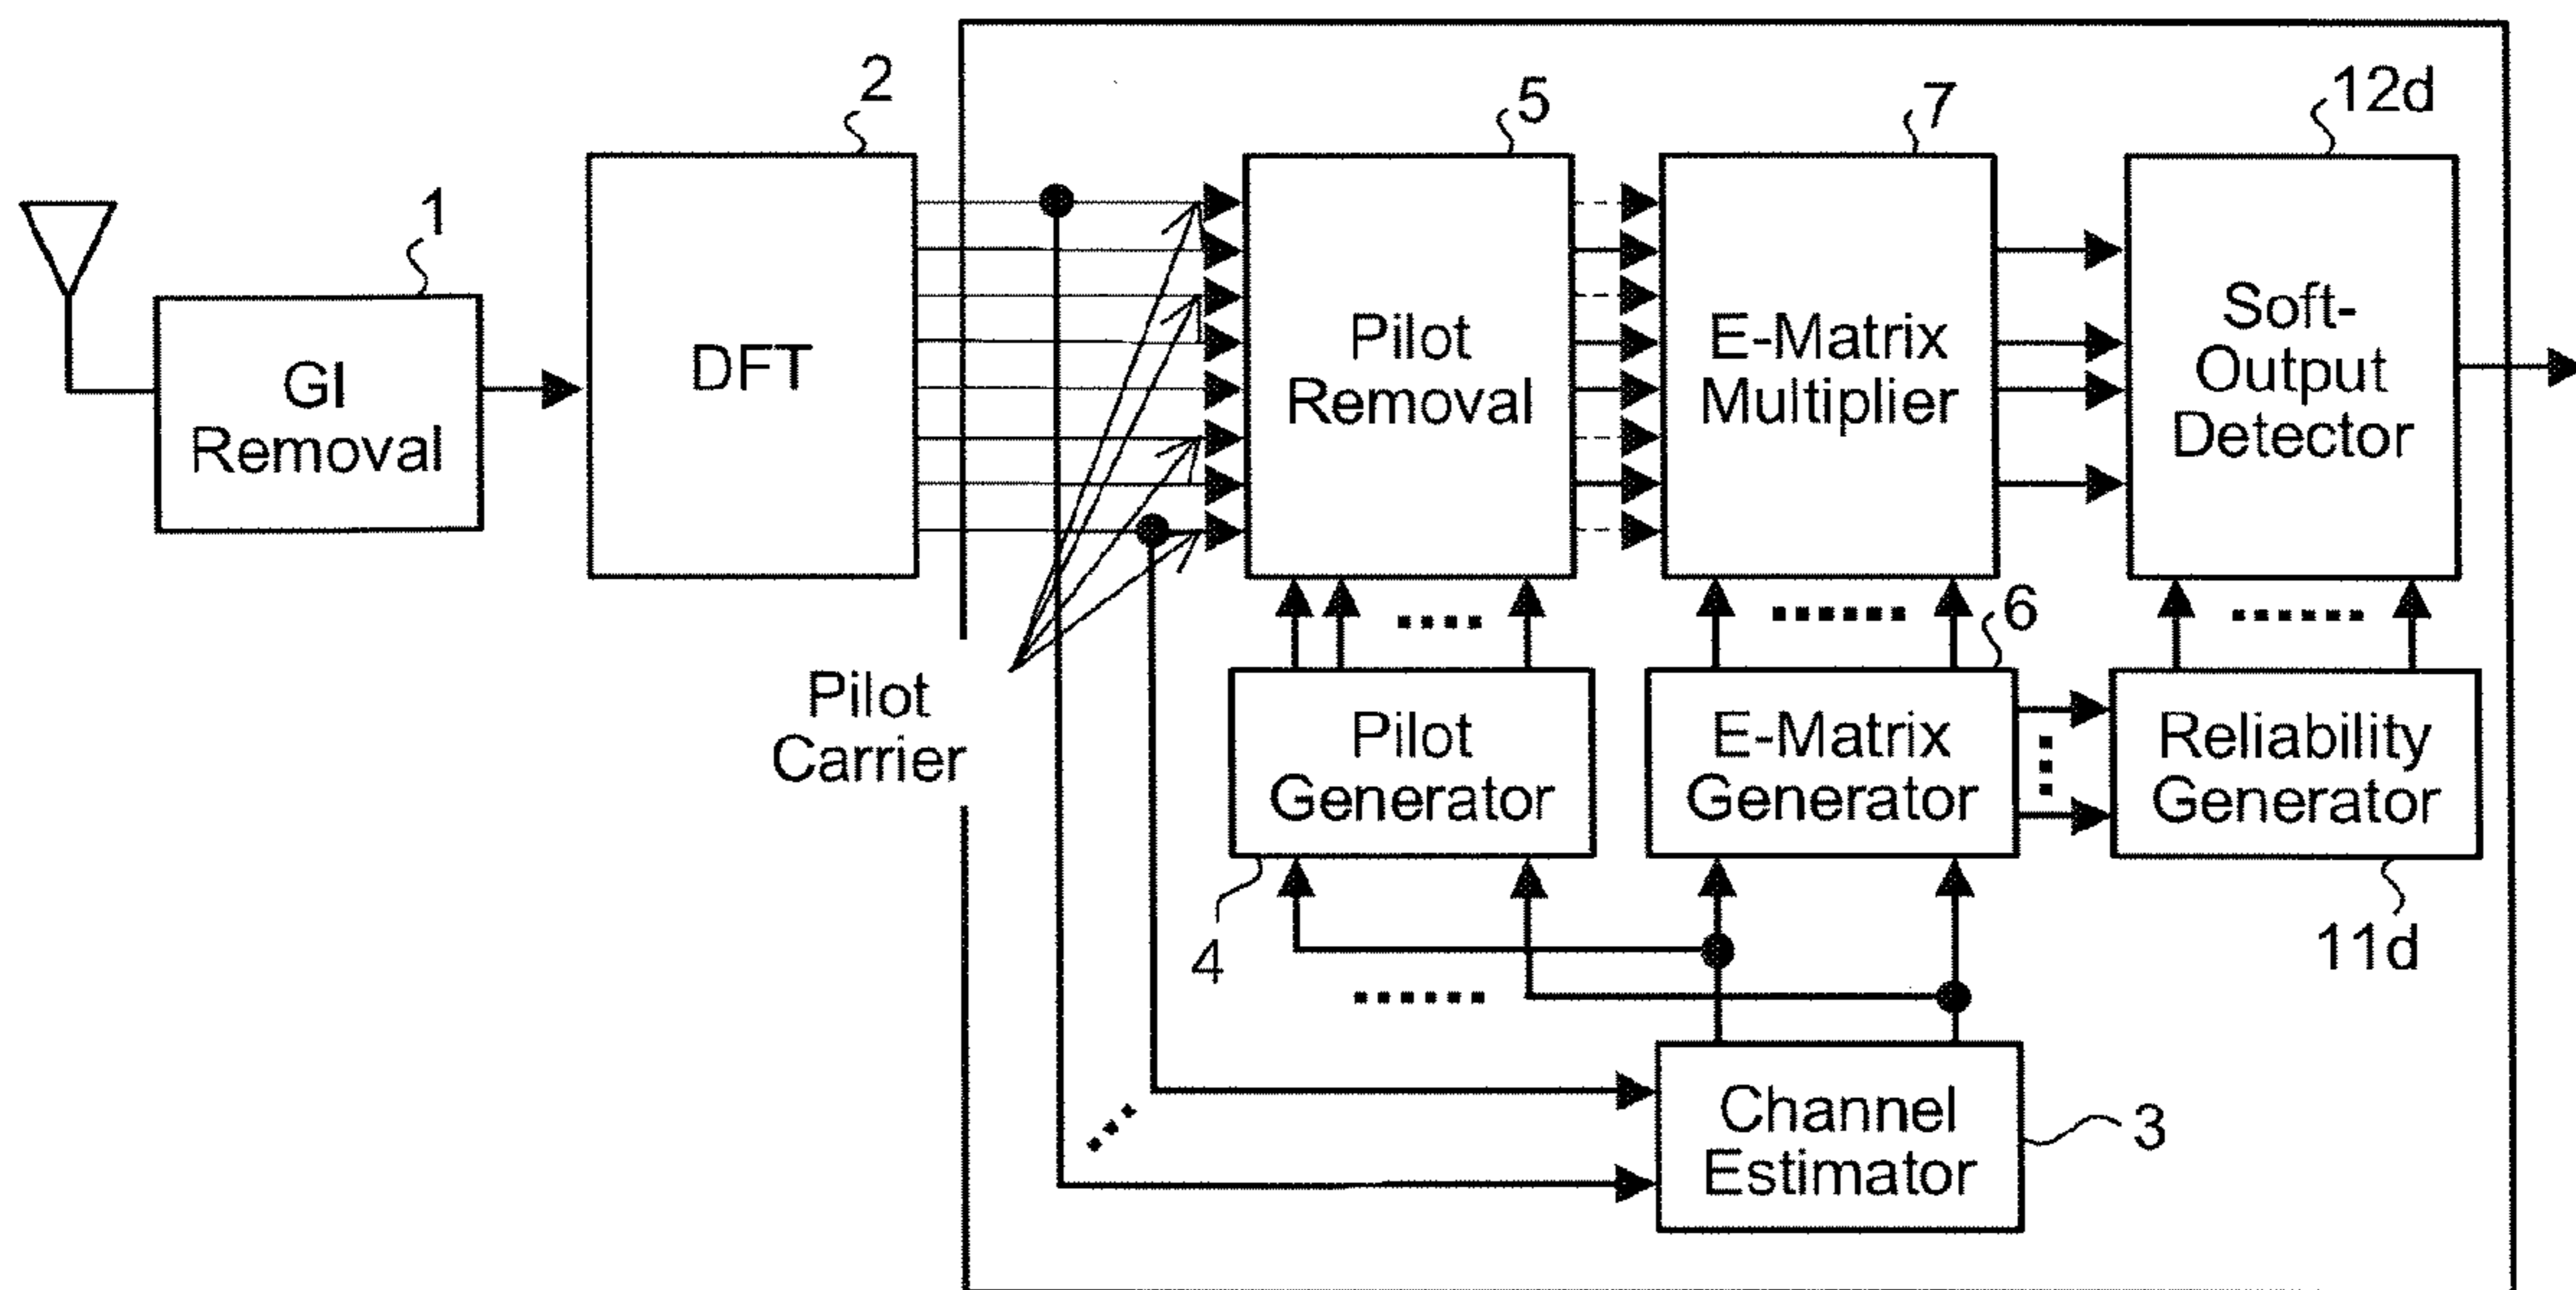 2
5
7
12d
1
GI
Removal
DFT
Pilot
Removal
E-Matrix
Multiplier
Soft-
Output
Detector
6
Pilot
Carrier
Pilot
Generator
E-Matrix
Generator
Reliability
Generator
4
11d
Channel
Estimator
3